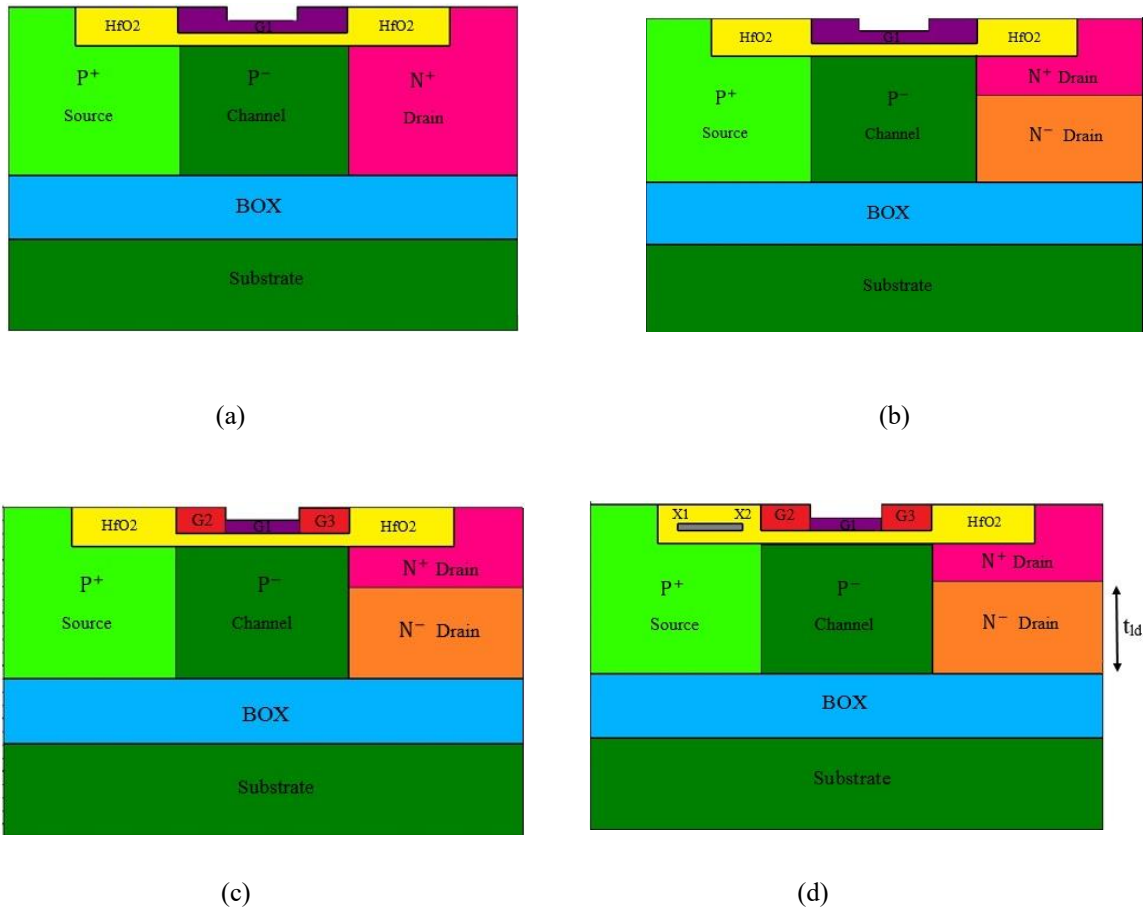 HfO2 G1 HfO2
P⁺ P⁻ N⁺
Source Channel Drain
BOX
Substrate
(a)
HfO2 G1 HfO2
N⁺ Drain
P⁺ P⁻
Source Channel N⁻ Drain
BOX
Substrate
(b)
HfO2 G2 G1 G3 HfO2
N⁺ Drain
P⁺ P⁻
Source Channel N⁻ Drain
BOX
Substrate
(c)
X1 X2 G2 G1 G3 HfO2
N⁺ Drain
P⁺ P⁻
Source Channel N⁻ Drain
tld
BOX
Substrate
(d)